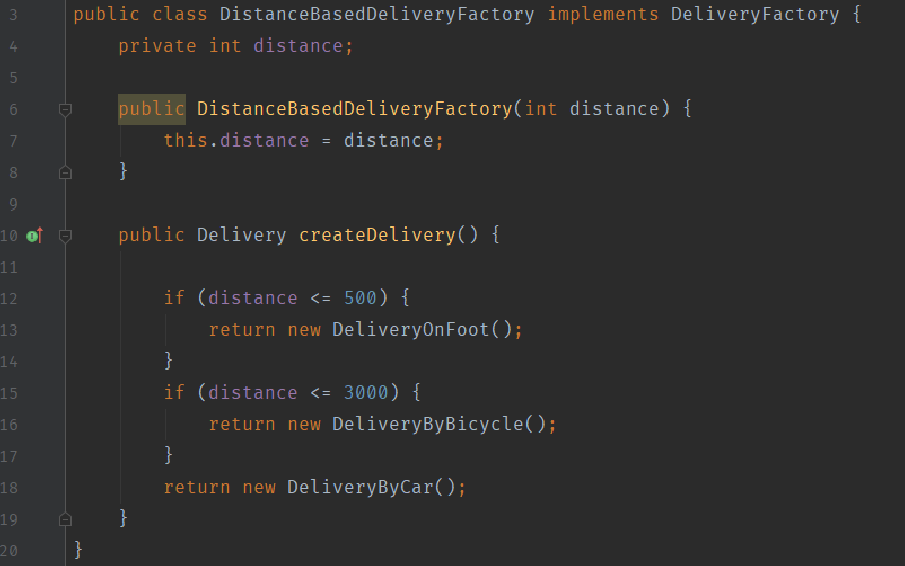 3 public class DistanceBasedDeliveryFactory implements DeliveryFactory {
4 private int distance;
5
6 public DistanceBasedDeliveryFactory(int distance) {
7 this.distance = distance;
8 }
9
10 public Delivery createDelivery() {
11
12 if (distance <= 500) {
13 return new DeliveryOnFoot();
14 }
15 if (distance <= 3000) {
16 return new DeliveryByBicycle();
17 }
18 return new DeliveryByCar();
19 }
20 }